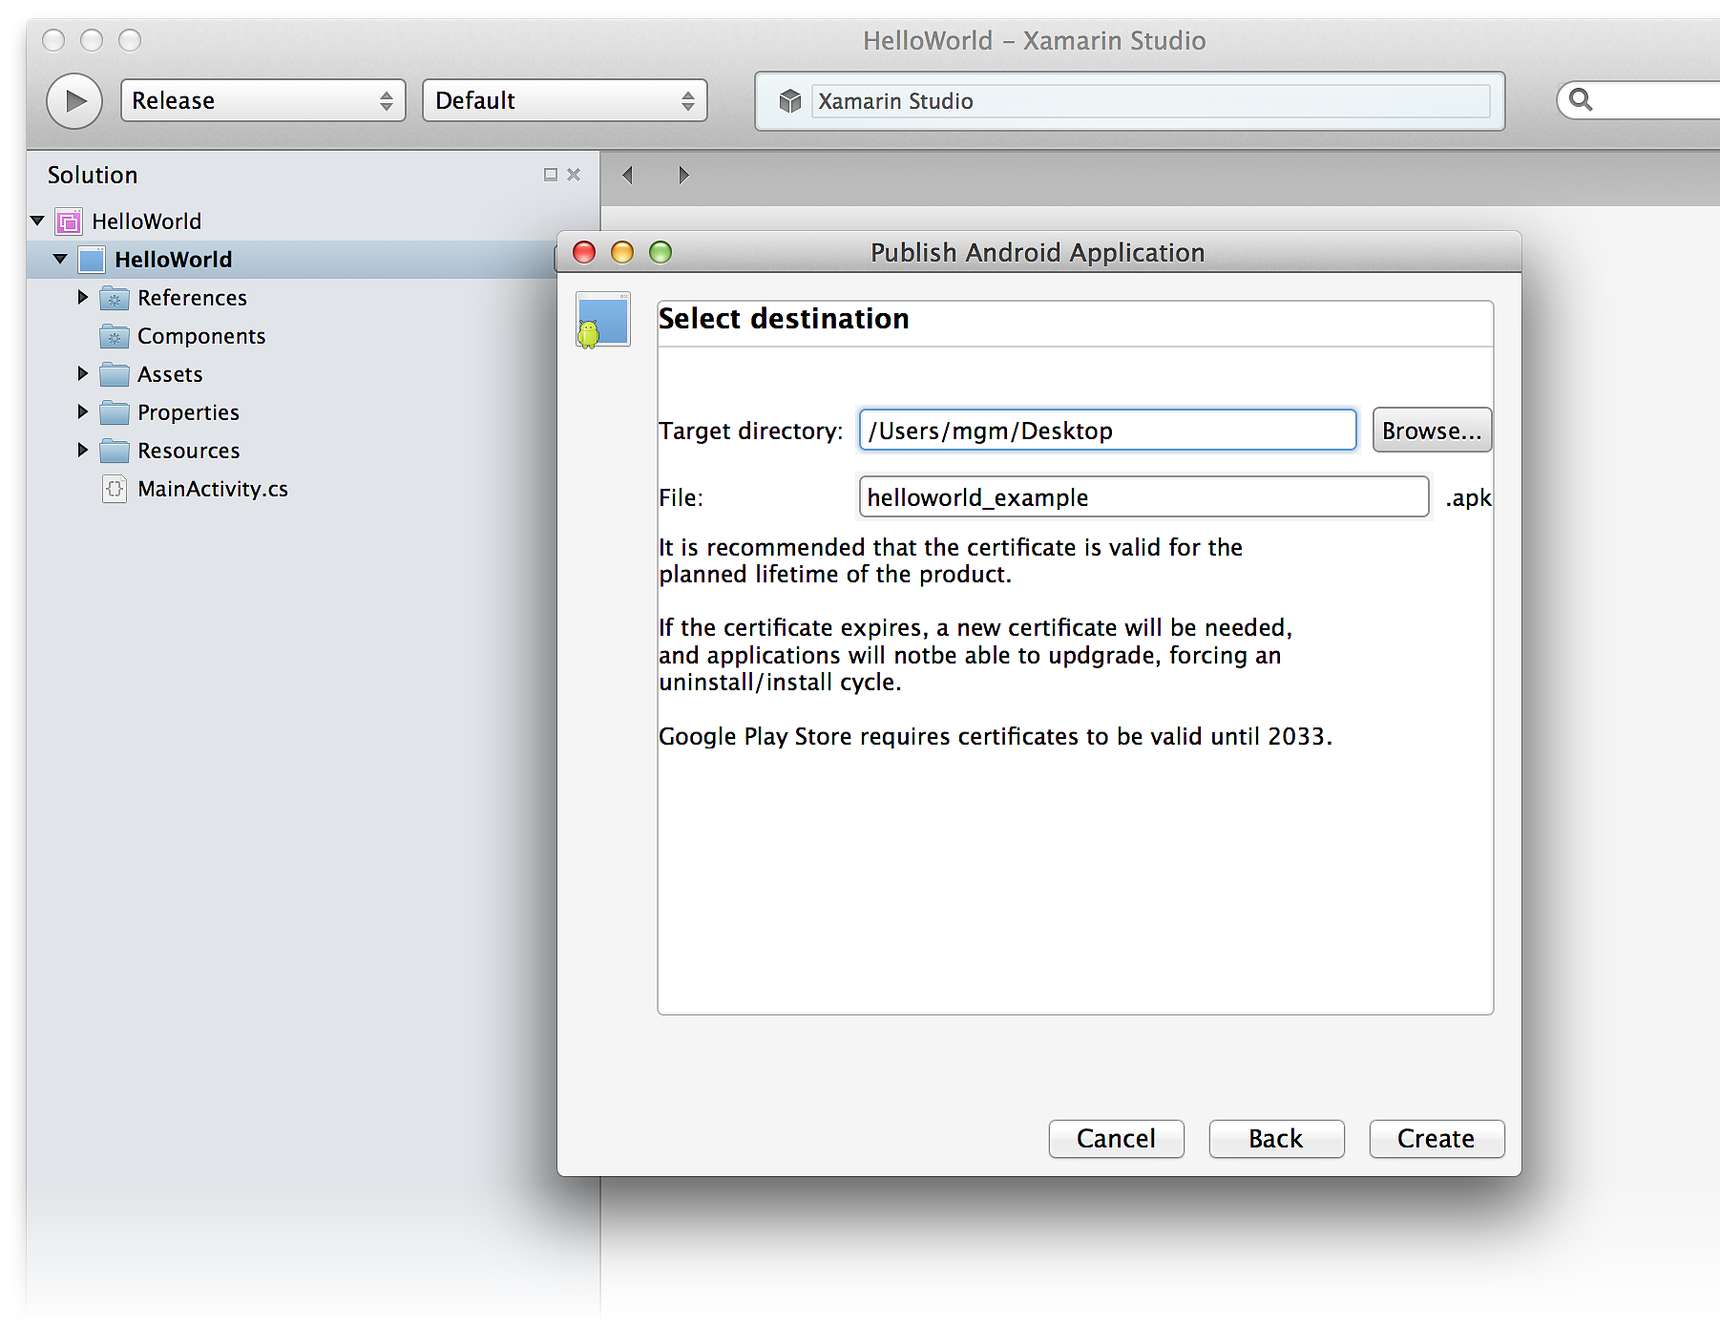 HelloWorld – Xamarin Studio
Release
Default
Xamarin Studio
Solution
HelloWorld
HelloWorld
References
Components
Assets
Properties
Resources
MainActivity.cs
Publish Android Application
Select destination
Target directory: /Users/mgm/Desktop Browse...
File: helloworld_example .apk
It is recommended that the certificate is valid for the
planned lifetime of the product.
If the certificate expires, a new certificate will be needed,
and applications will notbe able to updgrade, forcing an
uninstall/install cycle.
Google Play Store requires certificates to be valid until 2033.
Cancel Back Create